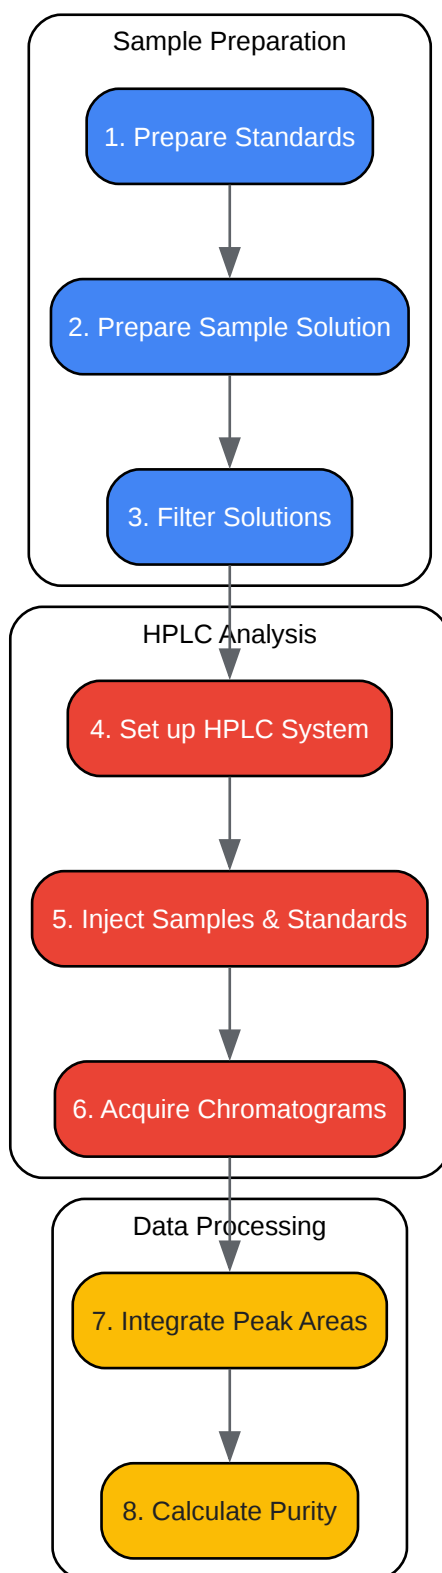 Sample Preparation
1. Prepare Standards
2. Prepare Sample Solution
3. Filter Solutions
HPLC Analysis
4. Set up HPLC System
5. Inject Samples & Standards
6. Acquire Chromatograms
Data Processing
7. Integrate Peak Areas
8. Calculate Purity